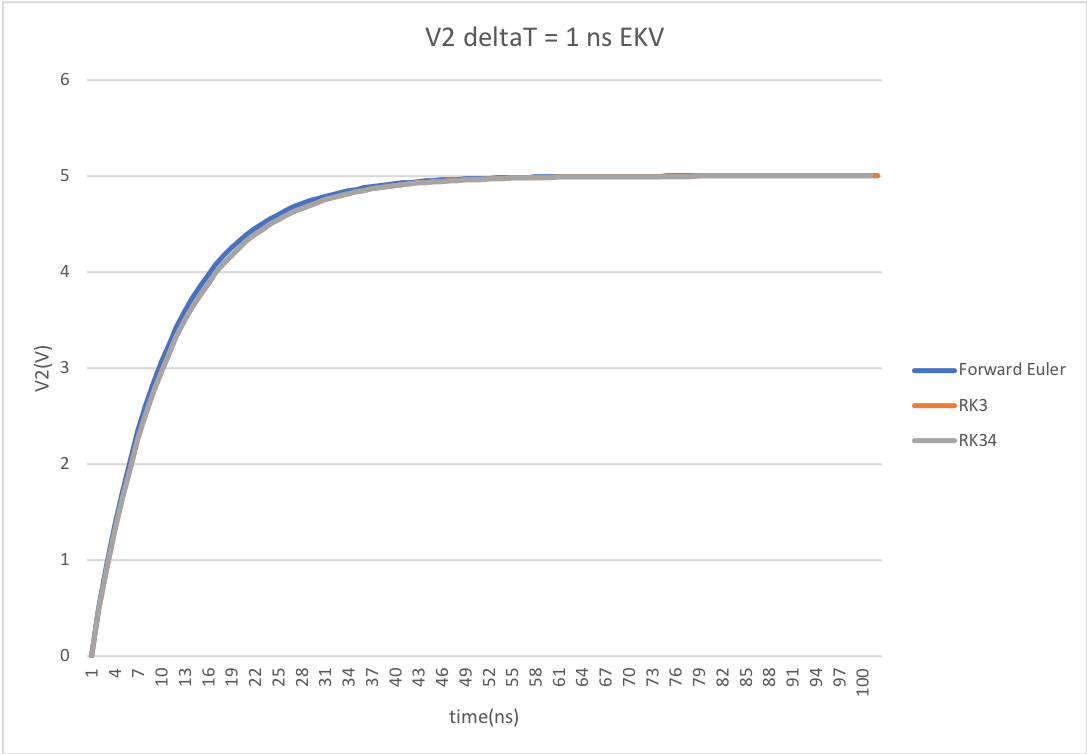 V2 deltaT = 1 ns EKV
6
5
4
3
2
1
0
V2(V)
1 4 7 10 13 16 19 22 25 28 31 34 37 40 43 46 49 52 55 58 61 64 67 70 73 76 79 82 85 88 91 94 97 100
time(ns)
Forward Euler
RK3
RK34